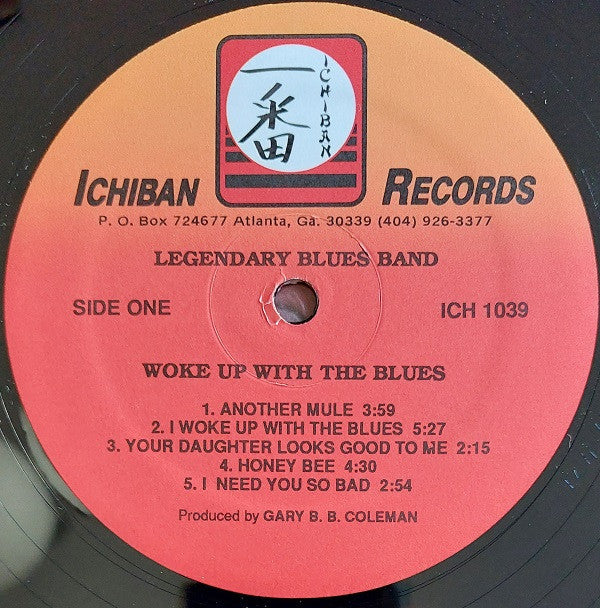 一番
ICHIBAN
ICHIBAN RECORDS
P. O. Box 724677 Atlanta, Ga. 30339 (404) 926-3377
LEGENDARY BLUES BAND
SIDE ONE
ICH 1039
WOKE UP WITH THE BLUES
1. ANOTHER MULE 3:59
2. I WOKE UP WITH THE BLUES 5:27
3. YOUR DAUGHTER LOOKS GOOD TO ME 2:15
4. HONEY BEE 4:30
5. I NEED YOU SO BAD 2:54
Produced by GARY B. B. COLEMAN